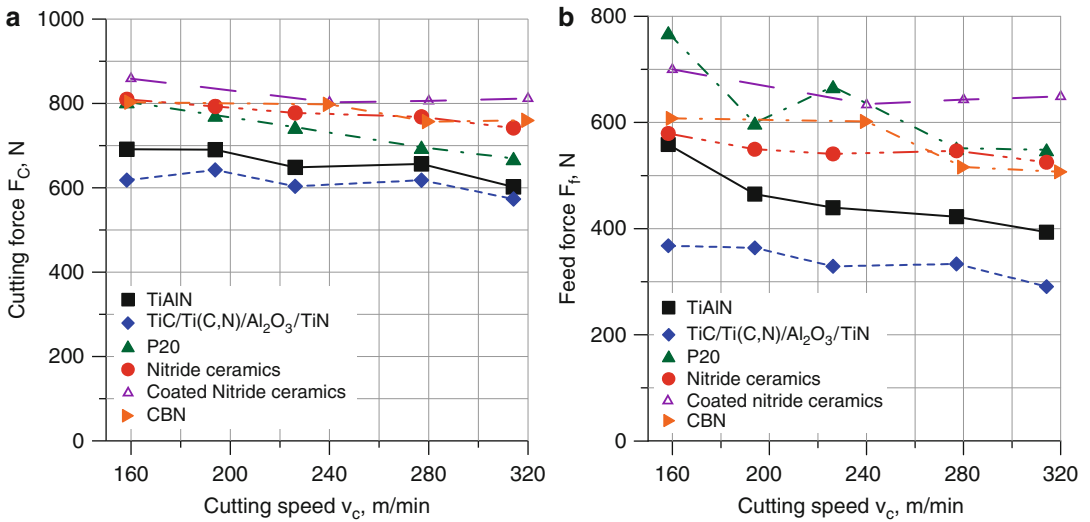 a
1000
800
600
400
200
0
Cutting force F_C, N
TiAlN
TiC/Ti(C,N)/Al₂O₃/TiN
P20
Nitride ceramics
Coated Nitride ceramics
CBN
160 200 240 280 320
Cutting speed v_c, m/min
b
800
600
400
200
0
Feed force F_f, N
TiAlN
TiC/Ti(C,N)/Al₂O₃/TiN
P20
Nitride ceramics
Coated nitride ceramics
CBN
160 200 240 280 320
Cutting speed v_c, m/min